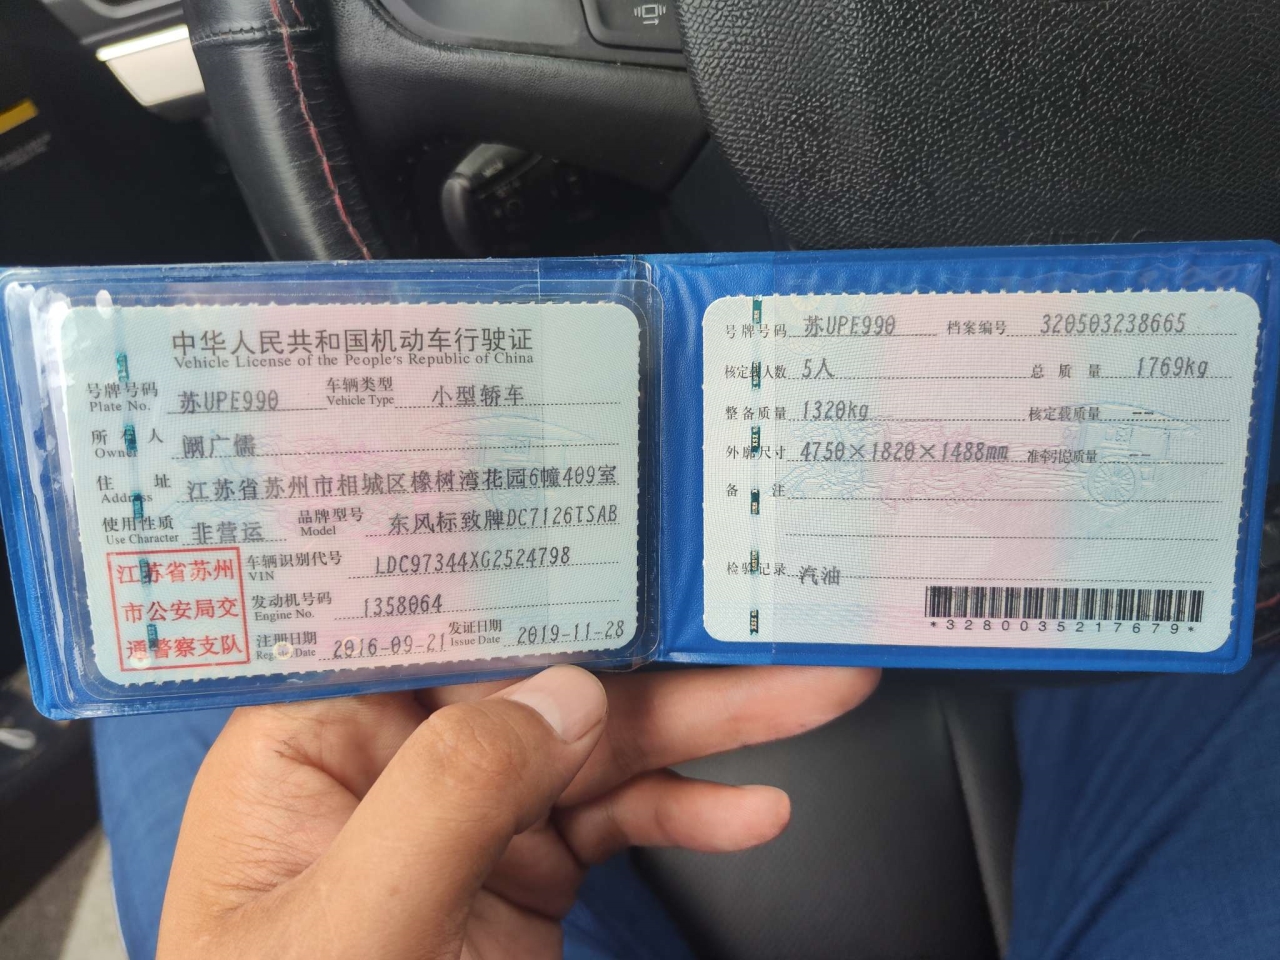 中华人民共和国机动车行驶证
Vehicle License of the People's Republic of China
号牌号码 Plate No. 苏UPE990 车辆类型 Vehicle Type 小型轿车
所有人 Owner 阚广儒
住址 Address 江苏省苏州市相城区橡树湾花园6幢409室
使用性质 Use Character 非营运 品牌型号 Model 东风标致牌DC7126TSAB
江苏省苏州
市公安局交
通警察支队
车辆识别代号 VIN LDC97344XG2524798
发动机号码 Engine No. 1358064
注册日期 Register Date 2016-09-21 发证日期 Issue Date 2019-11-28
号牌号码 苏UPE990 档案编号 320503238665
核定载人数 5人 总质量 1769kg
整备质量 1320kg 核定载质量 --
外廓尺寸 4750×1820×1488mm 准牵引总质量 --
备注
检验记录 汽油
*3280035217679*